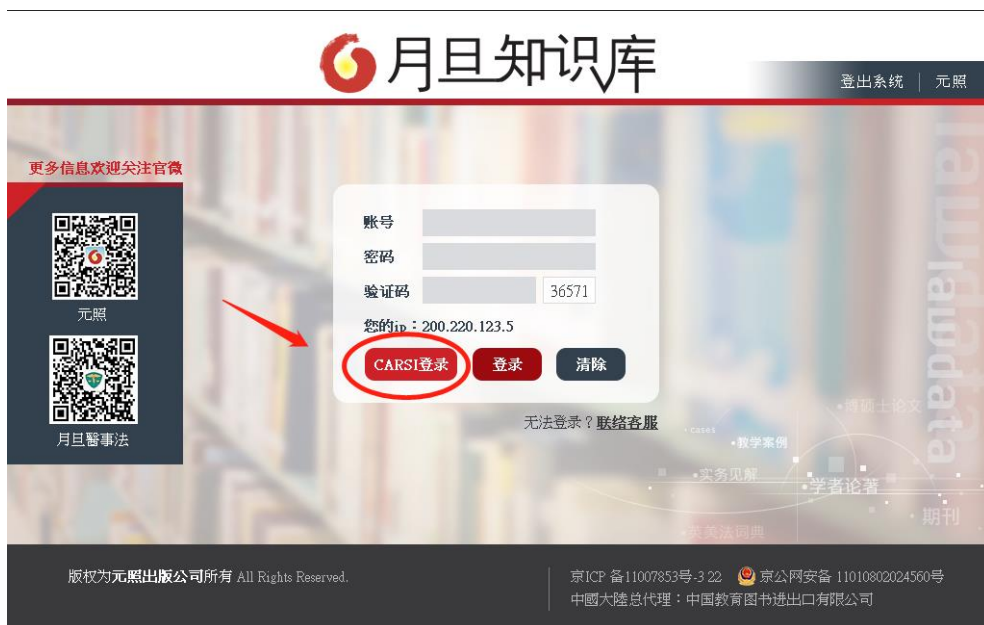 月旦知识库
登出系统 | 元照
更多信息欢迎关注官微
元照
月旦醫事法
账号
密码
验证码 36571
您的ip：200.220.123.5
CARSI登录 登录 清除
无法登录？联络客服
lawdata
lawdata
•博硕士论文
•cases
•教学案例
•实务见解
•学者论著
•期刊
•英美法词典
版权为元照出版公司所有 All Rights Reserved.
京ICP 备11007853号-3 22 京公网安备 11010802024560号
中國大陸总代理：中国教育图书进出口有限公司